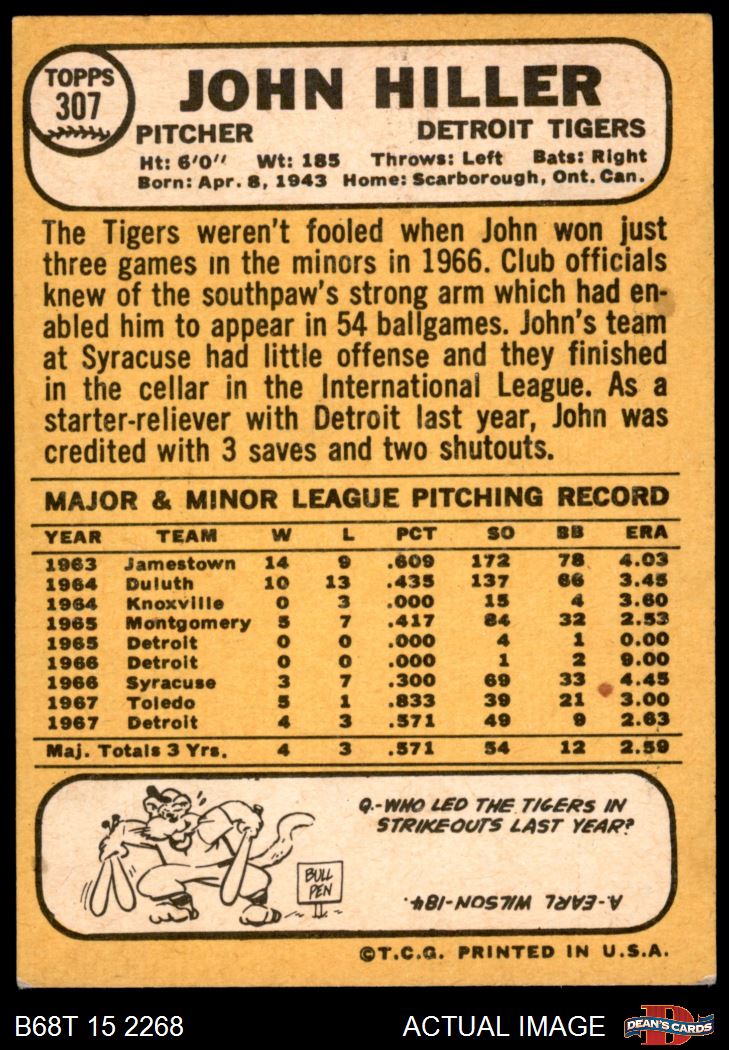 TOPPS
307
JOHN HILLER
PITCHER DETROIT TIGERS
Ht: 6'0" Wt: 185 Throws: Left Bats: Right
Born: Apr. 8, 1943 Home: Scarborough, Ont. Can.
The Tigers weren't fooled when John won just
three games in the minors in 1966. Club officials
knew of the southpaw's strong arm which had en-
abled him to appear in 54 ballgames. John's team
at Syracuse had little offense and they finished
in the cellar in the International League. As a
starter-reliever with Detroit last year, John was
credited with 3 saves and two shutouts.
MAJOR & MINOR LEAGUE PITCHING RECORD
YEAR TEAM W L PCT SO BB ERA
1963 Jamestown 14 9 .609 172 78 4.03
1964 Duluth 10 13 .435 137 66 3.45
1964 Knoxville 0 3 .000 15 4 3.60
1965 Montgomery 5 7 .417 84 32 2.53
1965 Detroit 0 0 .000 4 1 0.00
1966 Detroit 0 0 .000 1 2 9.00
1966 Syracuse 3 7 .300 69 33 4.45
1967 Toledo 5 1 .833 39 21 3.00
1967 Detroit 4 3 .571 49 9 2.63
Maj. Totals 3 Yrs. 4 3 .571 54 12 2.59
Q.-WHO LED THE TIGERS IN
STRIKEOUTS LAST YEAR?
BULL
PEN
A-EARL WILSON-184.
©T.C.G. PRINTED IN U.S.A.
B68T 15 2268 ACTUAL IMAGE
D
DEAN'S CARDS